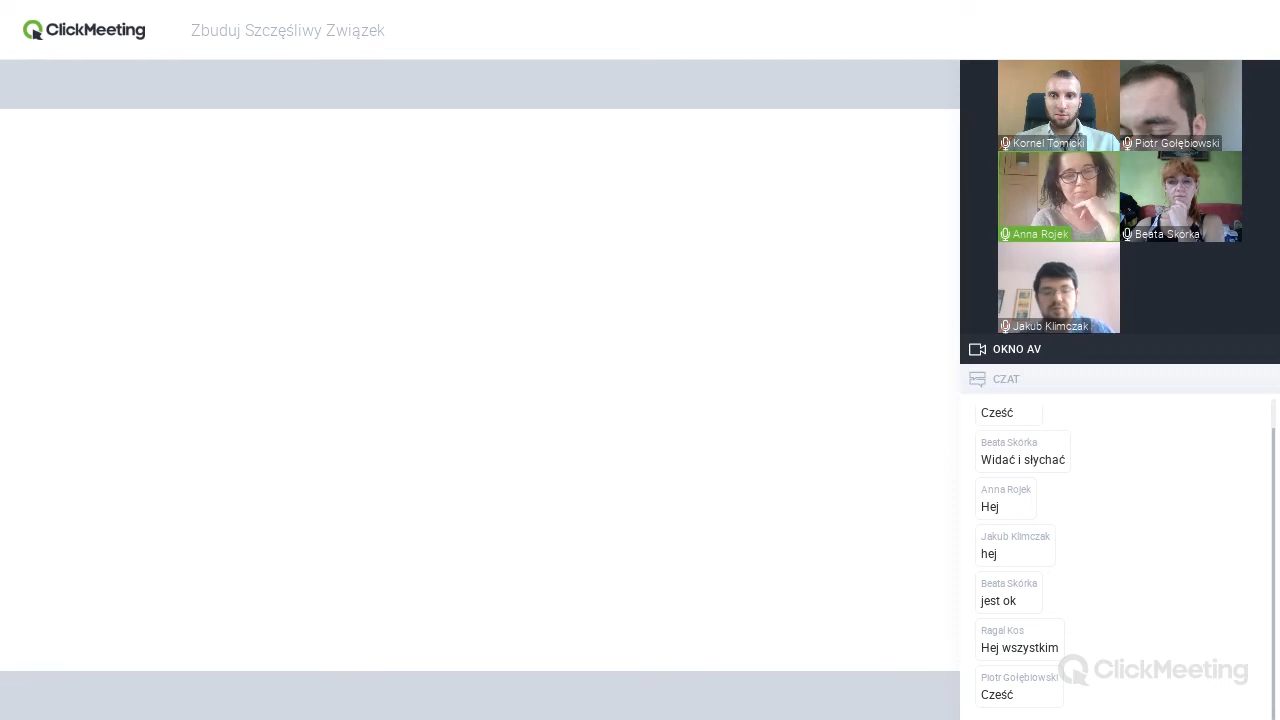 ClickMeeting
Zbuduj Szczęśliwy Związek
Kornel Tomicki
Piotr Gołębiowski
Anna Rojek
Beata Skórka
Jakub Klimczak
OKNO AV
CZAT
Cześć
Beata Skórka
Widać i słychać
Anna Rojek
Hej
Jakub Klimczak
hej
Beata Skórka
jest ok
Ragal Kos
Hej wszystkim
Piotr Gołębiowski
Cześć
ClickMeeting